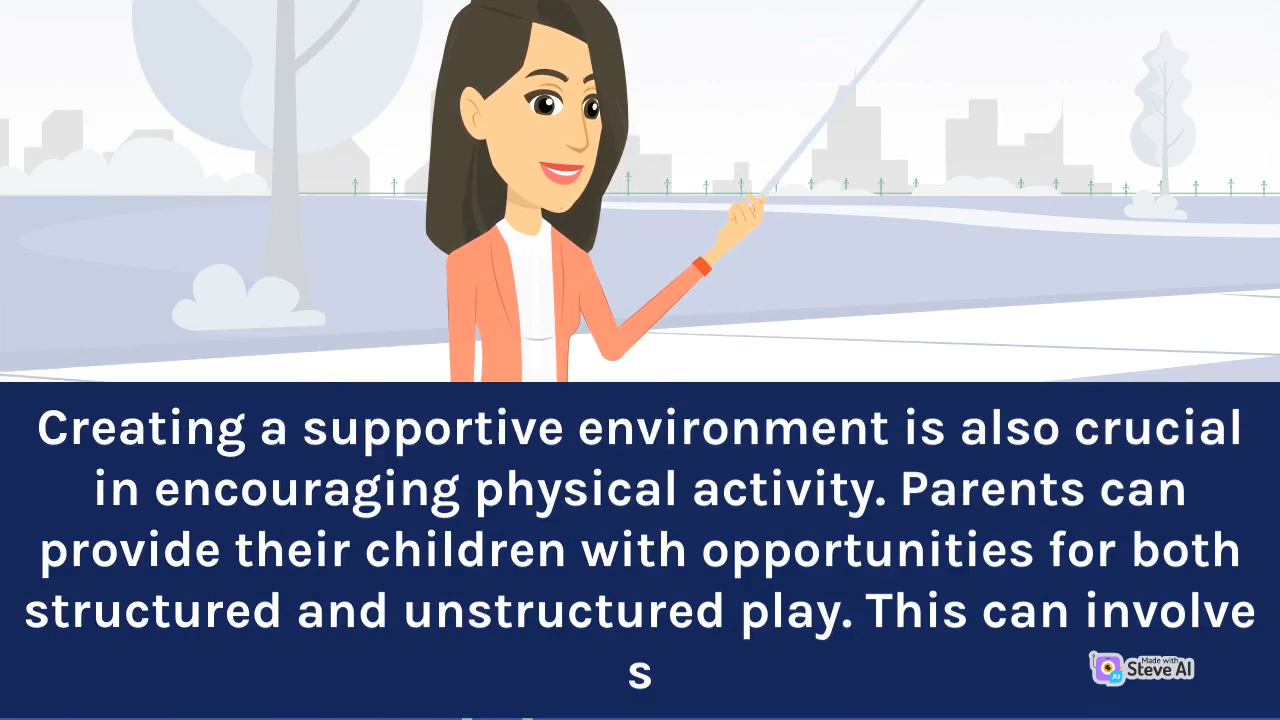 Creating a supportive environment is also crucial
in encouraging physical activity. Parents can
provide their children with opportunities for both
structured and unstructured play. This can involve
s
Made with
Steve AI
AI